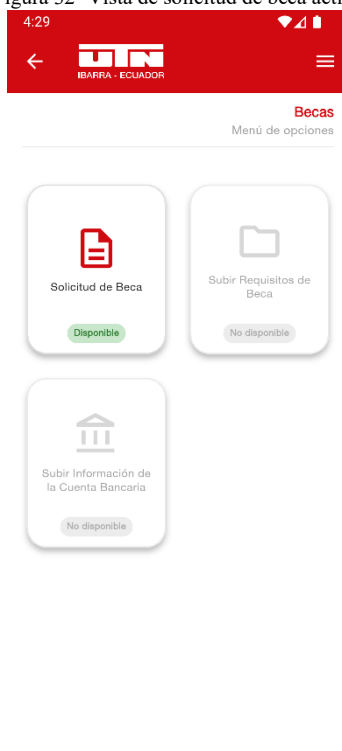 igura 32 Vista de solicitud de beca acti
4:29
UTN
IBARRA - ECUADOR
Becas
Menú de opciones
Solicitud de Beca
Disponible
Subir Requisitos de
Beca
No disponible
Subir Información de
la Cuenta Bancaria
No disponible